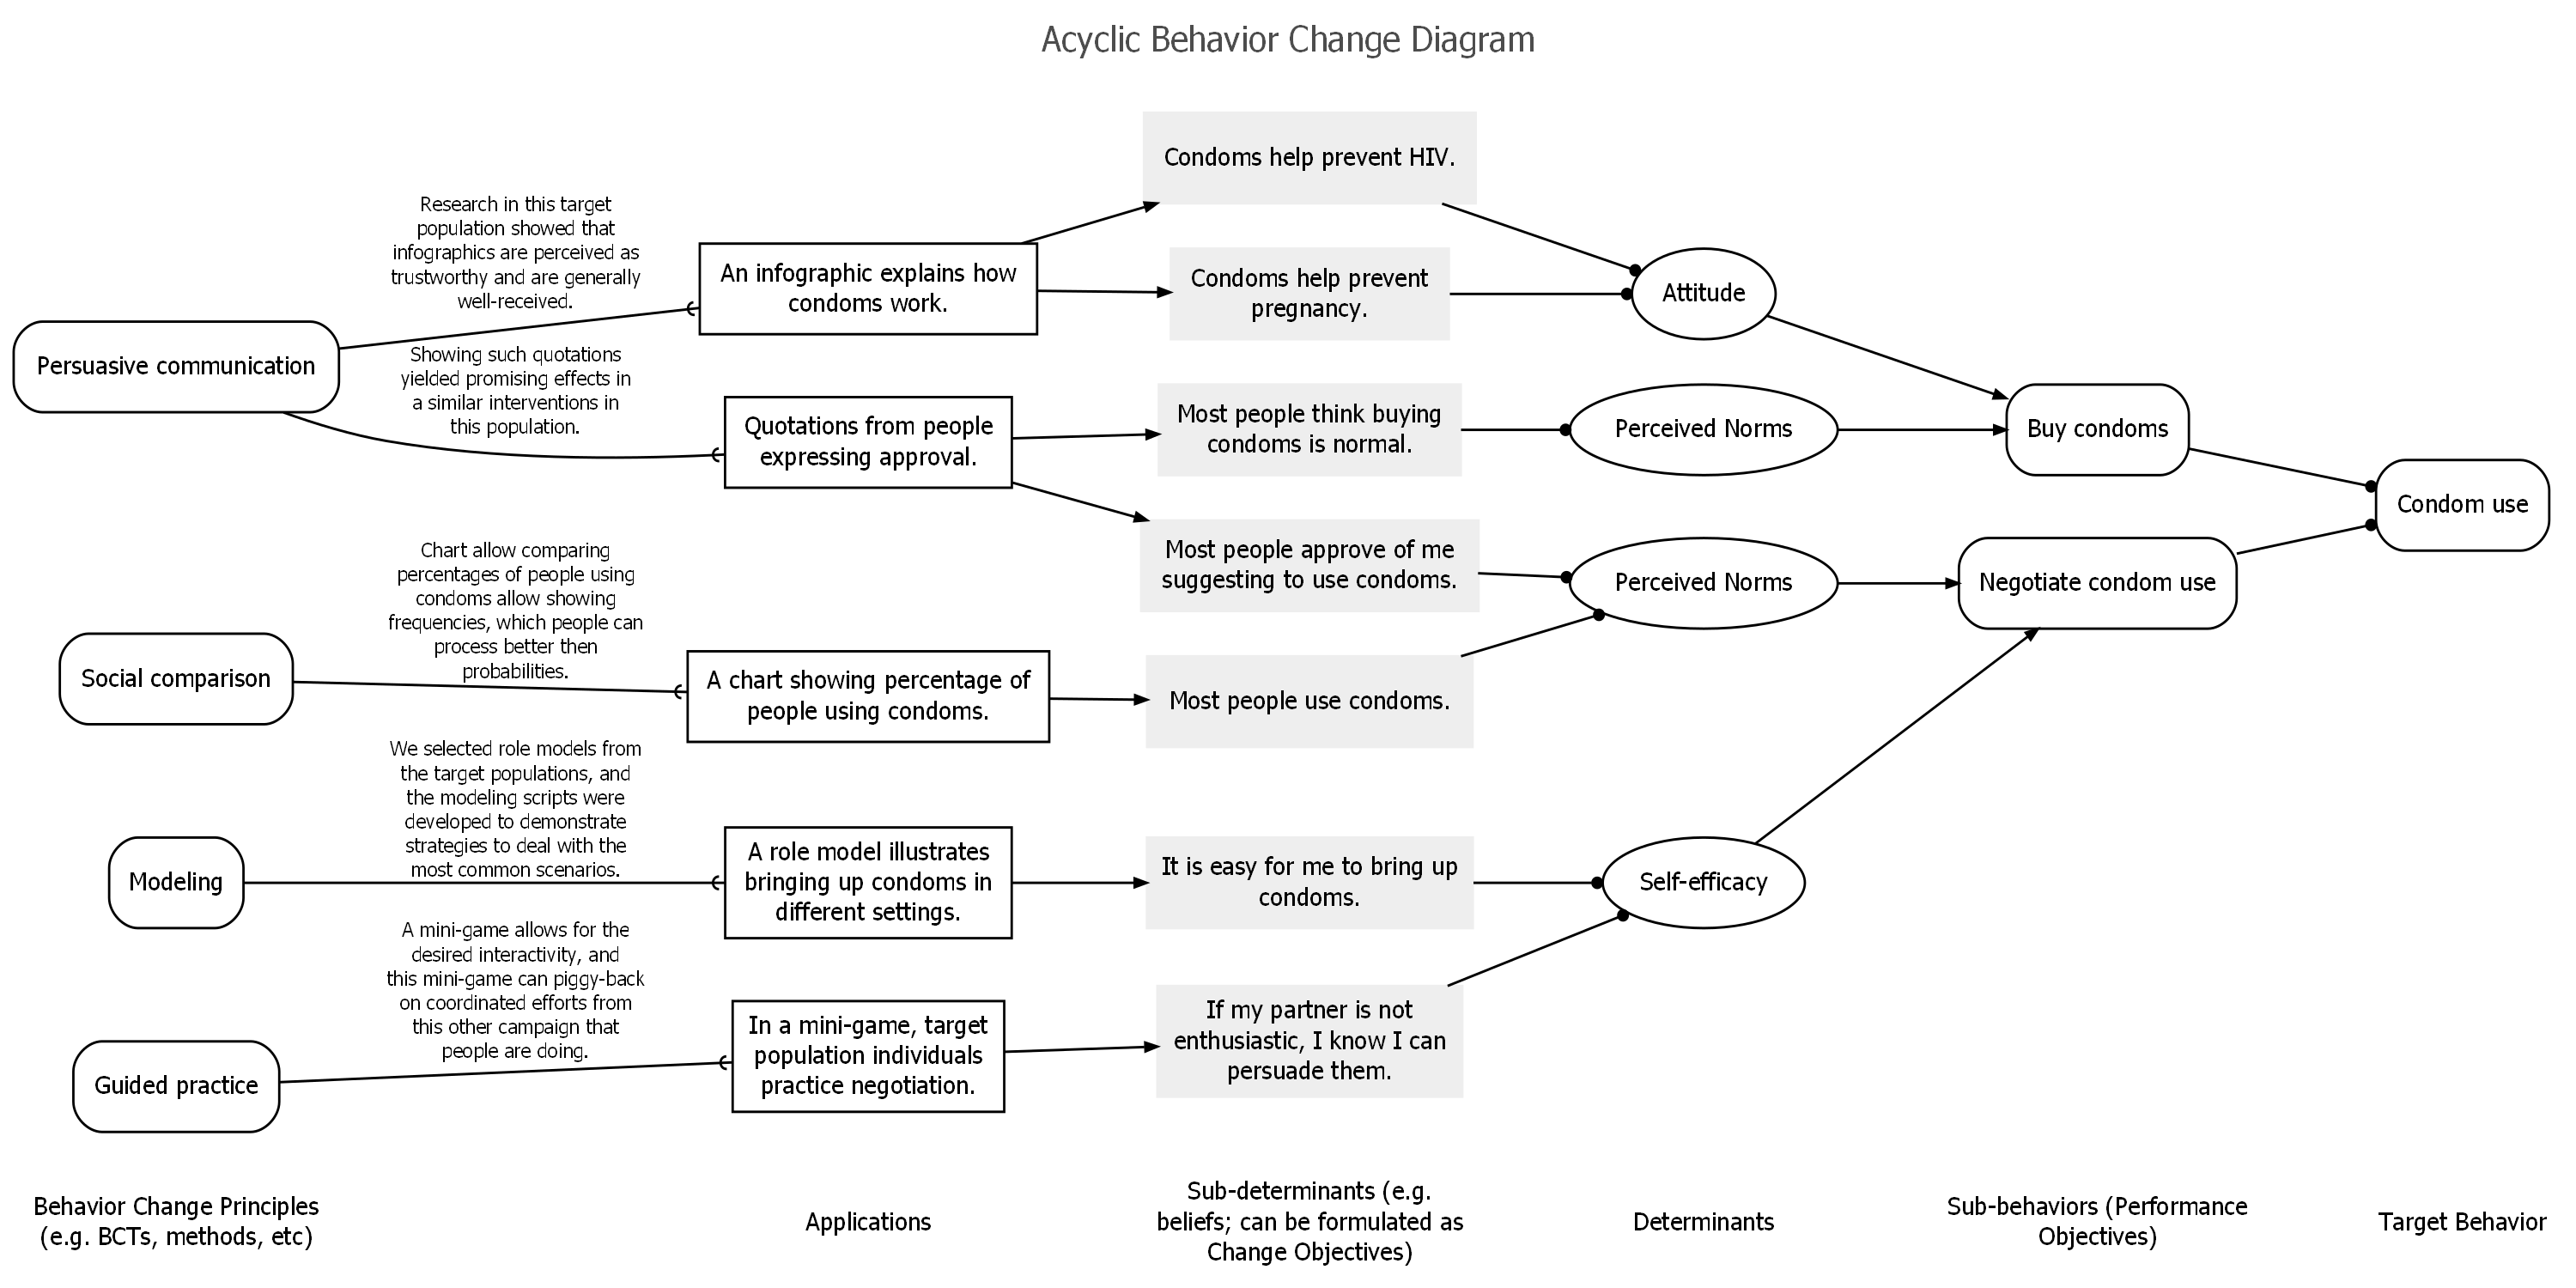 Acyclic Behavior Change Diagram
Persuasive communication
Social comparison
Modeling
Guided practice
Behavior Change Principles
(e.g. BCTs, methods, etc)
Research in this target
population showed that
infographics are perceived as
trustworthy and are generally
well-received.
Showing such quotations
yielded promising effects in
a similar interventions in
this population.
Chart allow comparing
percentages of people using
condoms allow showing
frequencies, which people can
process better then
probabilities.
We selected role models from
the target populations, and
the modeling scripts were
developed to demonstrate
strategies to deal with the
most common scenarios.
A mini-game allows for the
desired interactivity, and
this mini-game can piggy-back
on coordinated efforts from
this other campaign that
people are doing.
An infographic explains how
condoms work.
Quotations from people
expressing approval.
A chart showing percentage of
people using condoms.
A role model illustrates
bringing up condoms in
different settings.
In a mini-game, target
population individuals
practice negotiation.
Applications
Condoms help prevent HIV.
Condoms help prevent
pregnancy.
Most people think buying
condoms is normal.
Most people approve of me
suggesting to use condoms.
Most people use condoms.
It is easy for me to bring up
condoms.
If my partner is not
enthusiastic, I know I can
persuade them.
Sub-determinants (e.g.
beliefs; can be formulated as
Change Objectives)
Attitude
Perceived Norms
Perceived Norms
Self-efficacy
Determinants
Buy condoms
Negotiate condom use
Sub-behaviors (Performance
Objectives)
Condom use
Target Behavior